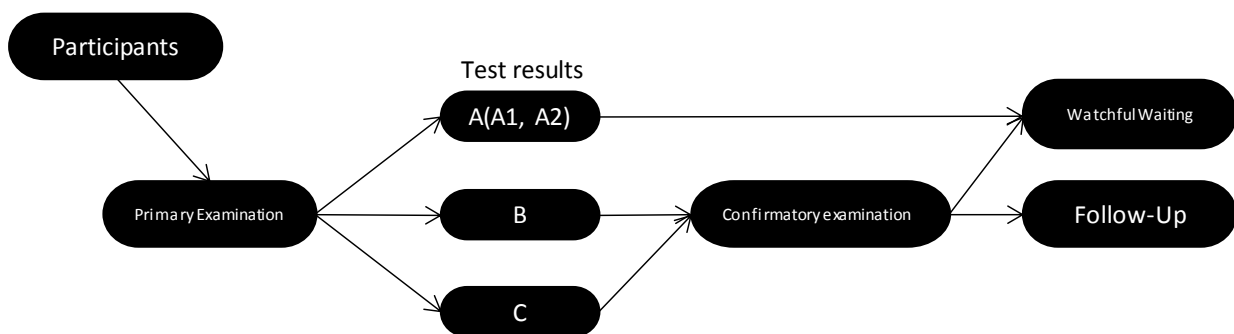 Participants
Test results
A(A1, A2)
Watchful Waiting
Primary Examination
B
Confirmatory examination
Follow-Up
C